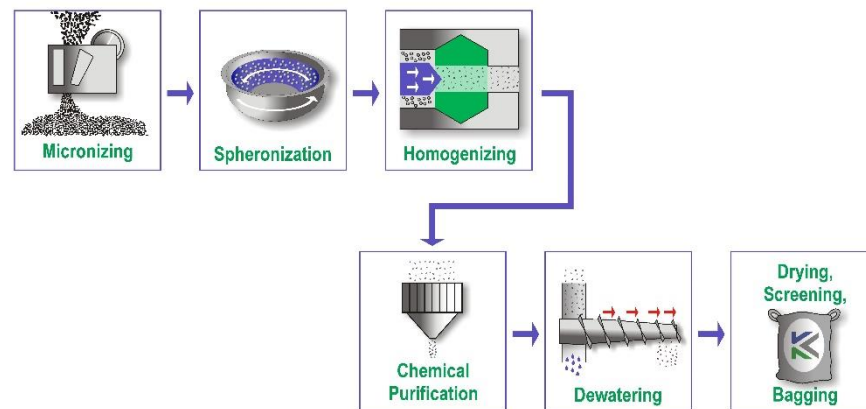 Micronizing
Spheronization
Homogenizing
Chemical
Purification
Dewatering
Drying,
Screening,
Bagging